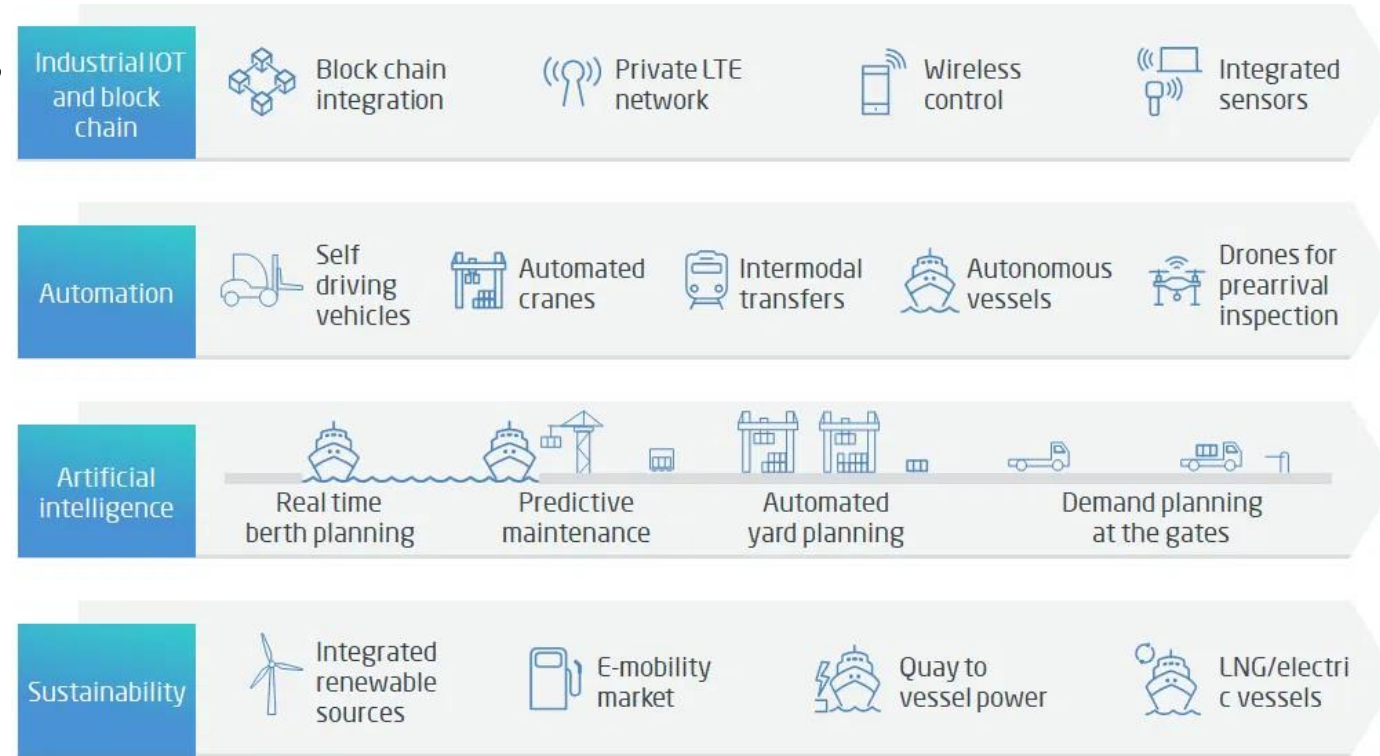 Industrial IOT
and block
chain
Block chain
integration
Private LTE
network
Wireless
control
Integrated
sensors
Automation
Self
driving
vehicles
Automated
cranes
Intermodal
transfers
Autonomous
vessels
Drones for
prearrival
inspection
Artificial
intelligence
Real time
berth planning
Predictive
maintenance
Automated
yard planning
Demand planning
at the gates
Sustainability
Integrated
renewable
sources
E-mobility
market
Quay to
vessel power
LNG/electri
c vessels